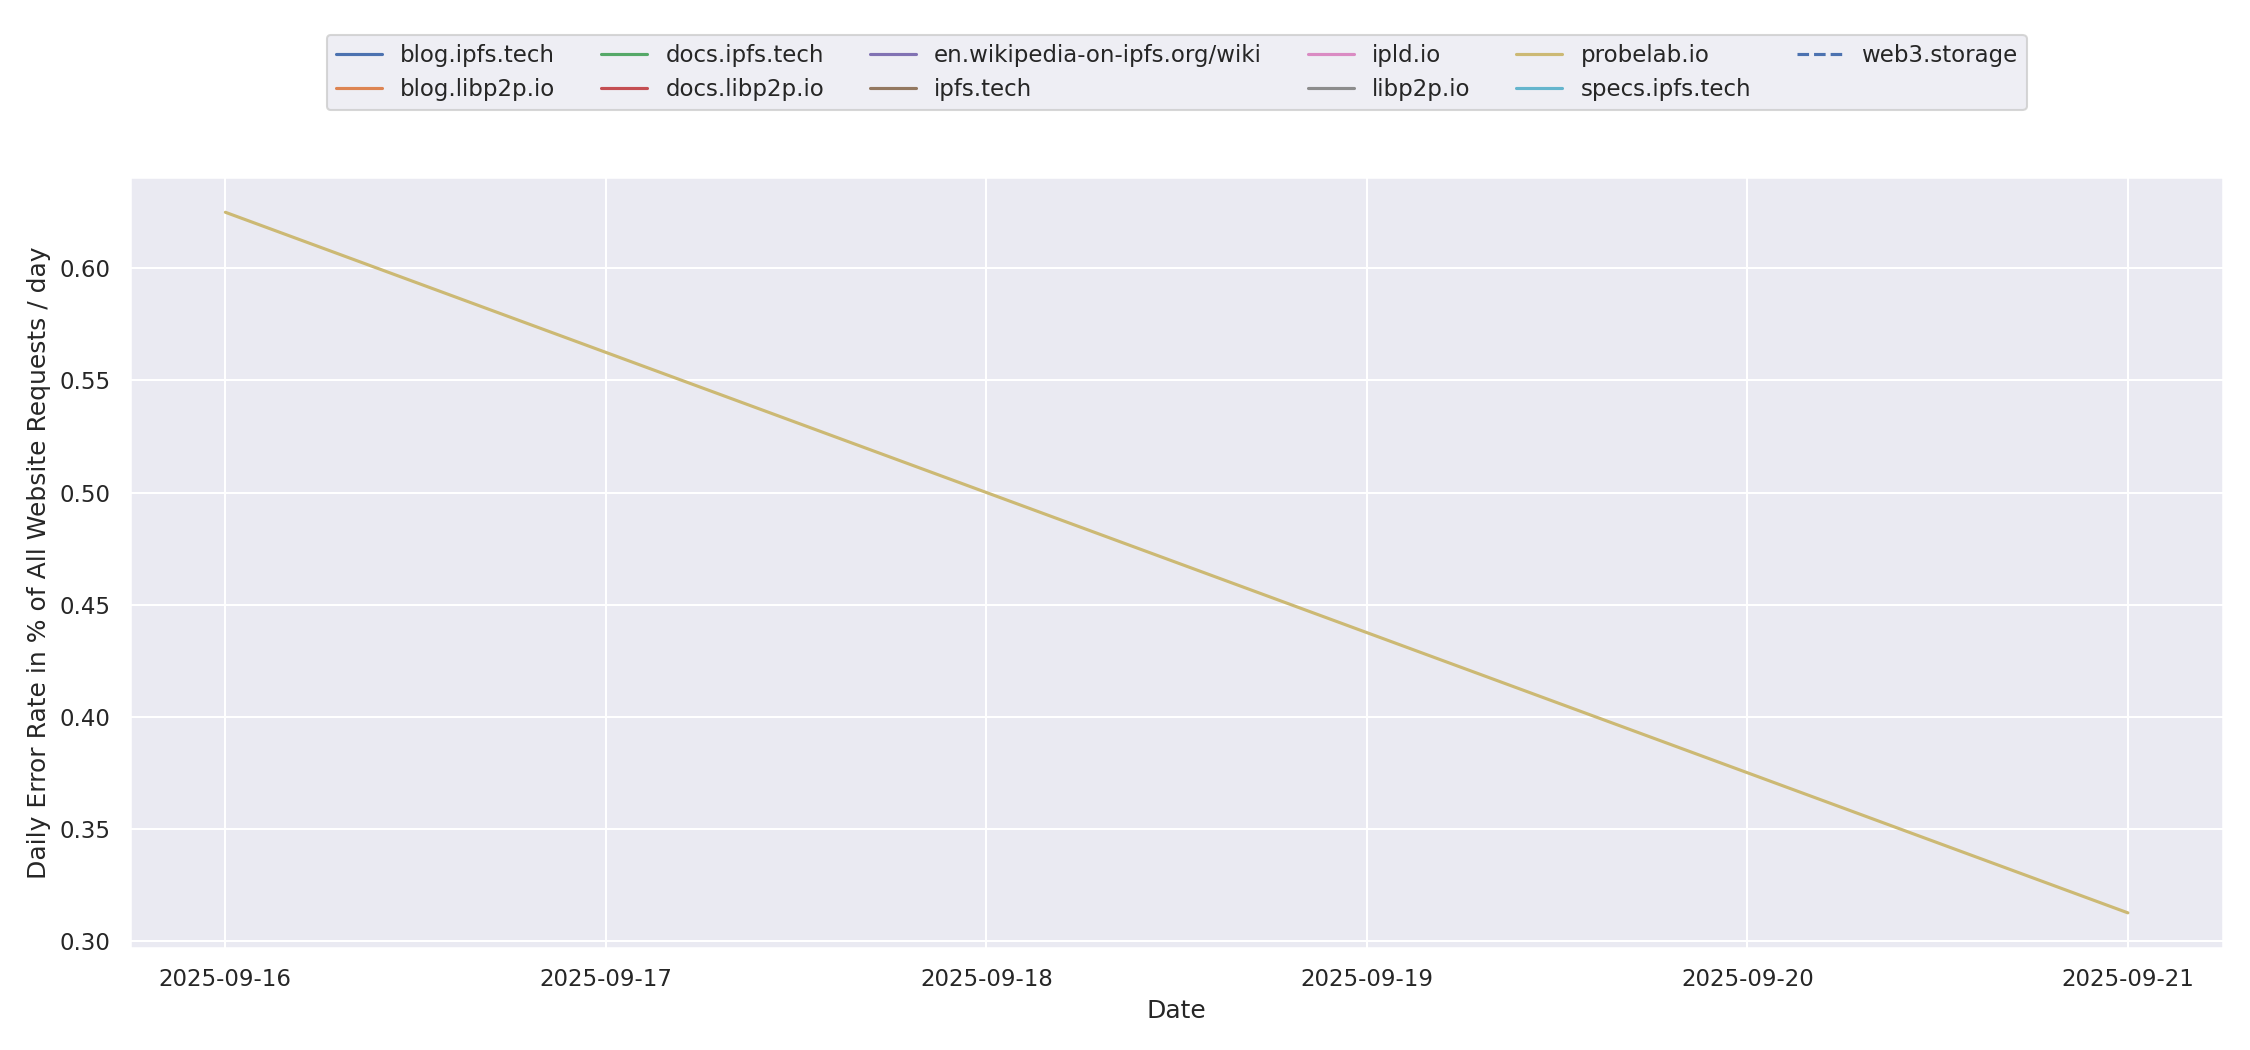 blog.ipfs.tech docs.ipfs.tech en.wikipedia-on-ipfs.org/wiki ipld.io probelab.io web3.storage
blog.libp2p.io docs.libp2p.io ipfs.tech libp2p.io specs.ipfs.tech
Daily Error Rate in % of All Website Requests / day
0.60
0.55
0.50
0.45
0.40
0.35
0.30
2025-09-16 2025-09-17 2025-09-18 2025-09-19 2025-09-20 2025-09-21
Date